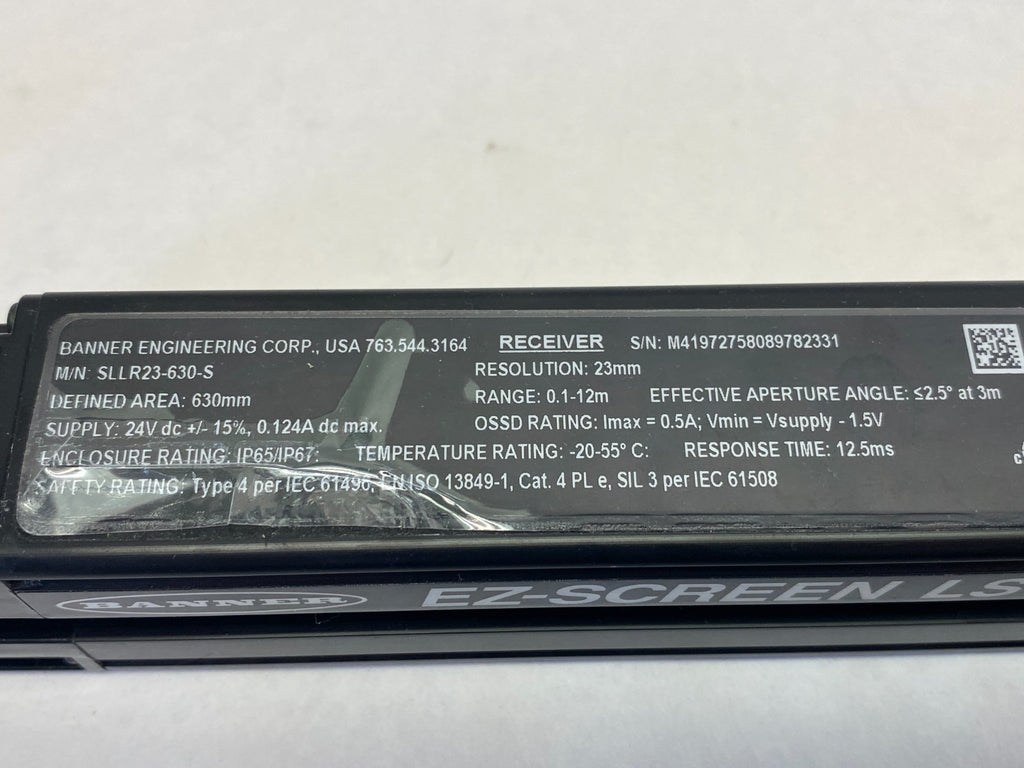 BANNER ENGINEERING CORP., USA 763.544.3164 RECEIVER S/N: M41972758089782331
M/N: SLLR23-630-S RESOLUTION: 23mm
DEFINED AREA: 630mm RANGE: 0.1-12m EFFECTIVE APERTURE ANGLE: ≤2.5° at 3m
SUPPLY: 24V dc +/- 15%, 0.124A dc max. OSSD RATING: Imax = 0.5A; Vmin = Vsupply - 1.5V
ENCLOSURE RATING: IP65/IP67: TEMPERATURE RATING: -20-55° C: RESPONSE TIME: 12.5ms
SAFETY RATING: Type 4 per IEC 61496, EN ISO 13849-1, Cat. 4 PL e, SIL 3 per IEC 61508
BANNER EZ-SCREEN LS